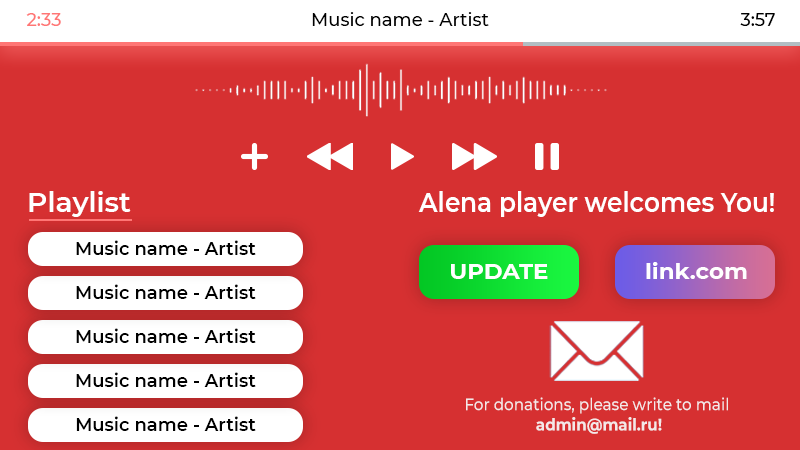 2:33
Music name - Artist
3:57
Playlist
Music name - Artist
Music name - Artist
Music name - Artist
Music name - Artist
Music name - Artist
Alena player welcomes You!
UPDATE
link.com
For donations, please write to mail
admin@mail.ru!